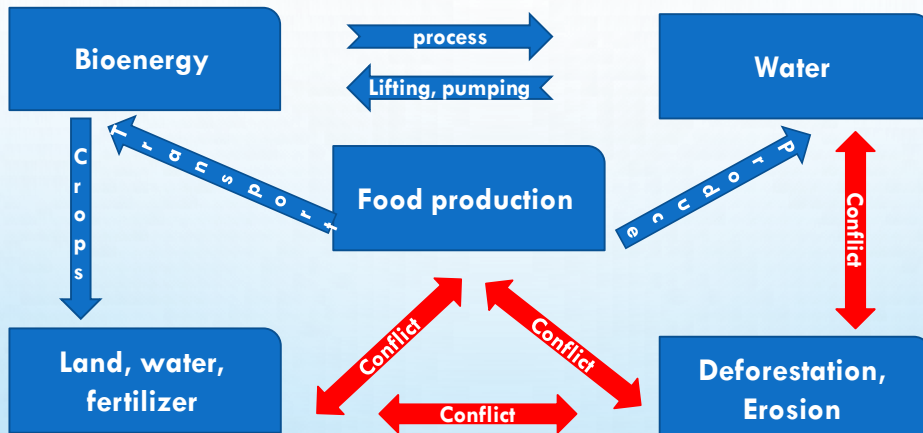 Bioenergy
process
Lifting, pumping
Water
Crops
Transport
Food production
Produce
Conflict
Conflict
Conflict
Land, water,
fertilizer
Conflict
Deforestation,
Erosion